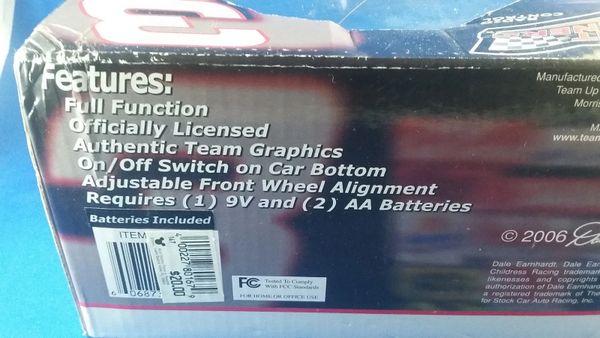 3
Features:
Full Function
Officially Licensed
Authentic Team Graphics
On/Off Switch on Car Bottom
Adjustable Front Wheel Alignment
Requires (1) 9V and (2) AA Batteries
Batteries Included
ITEM
$20.00
FC Tested To Comply
With FCC Standards
FOR HOME OR OFFICE USE
Manufactured
Team Up
Morris
www.team
© 2006
Dale Earnhardt, Dale Ear
Childress Racing trademar
likenesses and copyrights
authorization of Dale Earnhard
a registered trademark of The
for Stock Car Auto Racing, Inc.